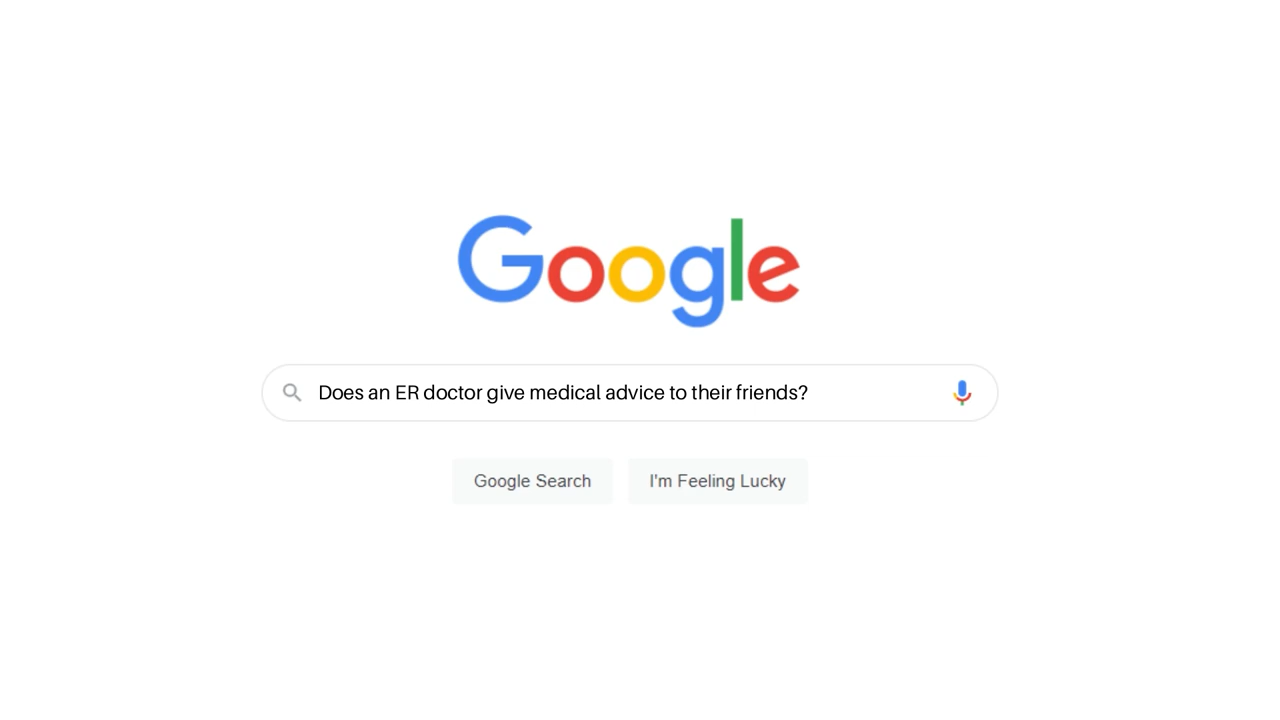 Google
Does an ER doctor give medical advice to their friends?
Google Search
I'm Feeling Lucky